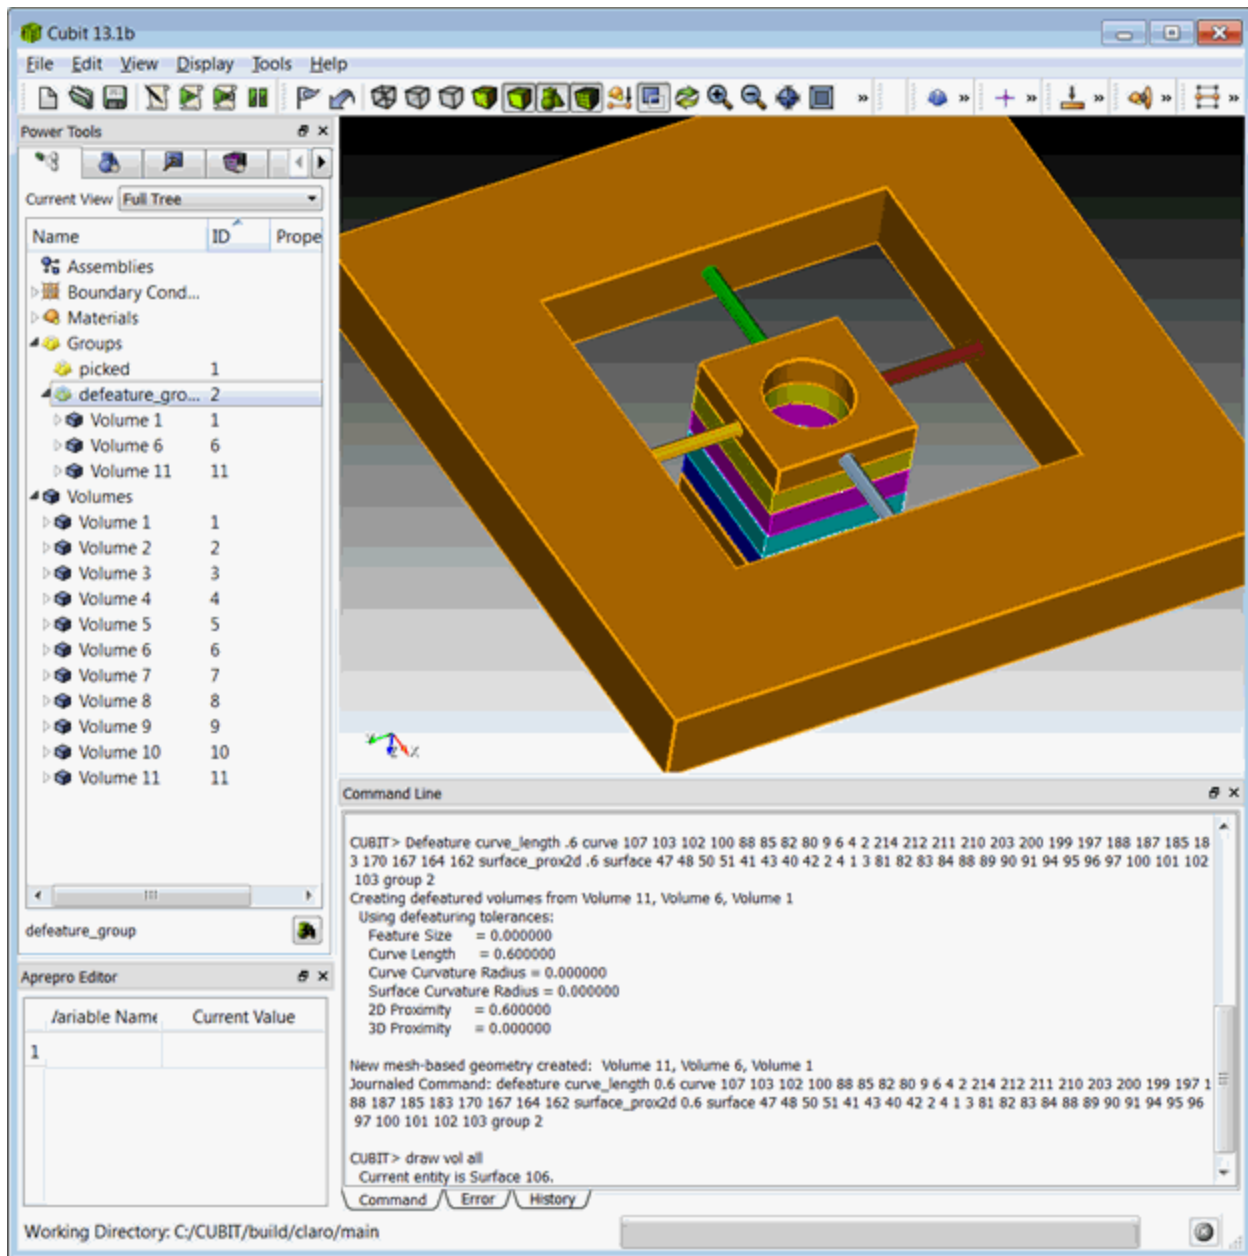 Cubit 13.1b
File Edit View Display Tools Help
Power Tools
Current View Full Tree
Name ID Prope
Assemblies
Boundary Cond...
Materials
Groups
picked 1
defeature_gro... 2
Volume 1 1
Volume 6 6
Volume 11 11
Volumes
Volume 1 1
Volume 2 2
Volume 3 3
Volume 4 4
Volume 5 5
Volume 6 6
Volume 7 7
Volume 8 8
Volume 9 9
Volume 10 10
Volume 11 11
defeature_group
Aprepro Editor
/ariable Name Current Value
1
Y Z X
Command Line
CUBIT> Defeature curve_length .6 curve 107 103 102 100 88 85 82 80 9 6 4 2 214 212 211 210 203 200 199 197 188 187 185 18
3 170 167 164 162 surface_prox2d .6 surface 47 48 50 51 41 43 40 42 2 4 1 3 81 82 83 84 88 89 90 91 94 95 96 97 100 101 102
103 group 2
Creating defeatured volumes from Volume 11, Volume 6, Volume 1
Using defeaturing tolerances:
Feature Size = 0.000000
Curve Length = 0.600000
Curve Curvature Radius = 0.000000
Surface Curvature Radius = 0.000000
2D Proximity = 0.600000
3D Proximity = 0.000000
New mesh-based geometry created: Volume 11, Volume 6, Volume 1
Journaled Command: defeature curve_length 0.6 curve 107 103 102 100 88 85 82 80 9 6 4 2 214 212 211 210 203 200 199 197 1
88 187 185 183 170 167 164 162 surface_prox2d 0.6 surface 47 48 50 51 41 43 40 42 2 4 1 3 81 82 83 84 88 89 90 91 94 95 96
97 100 101 102 103 group 2
CUBIT> draw vol all
Current entity is Surface 106.
Command Error History
Working Directory: C:/CUBIT/build/claro/main